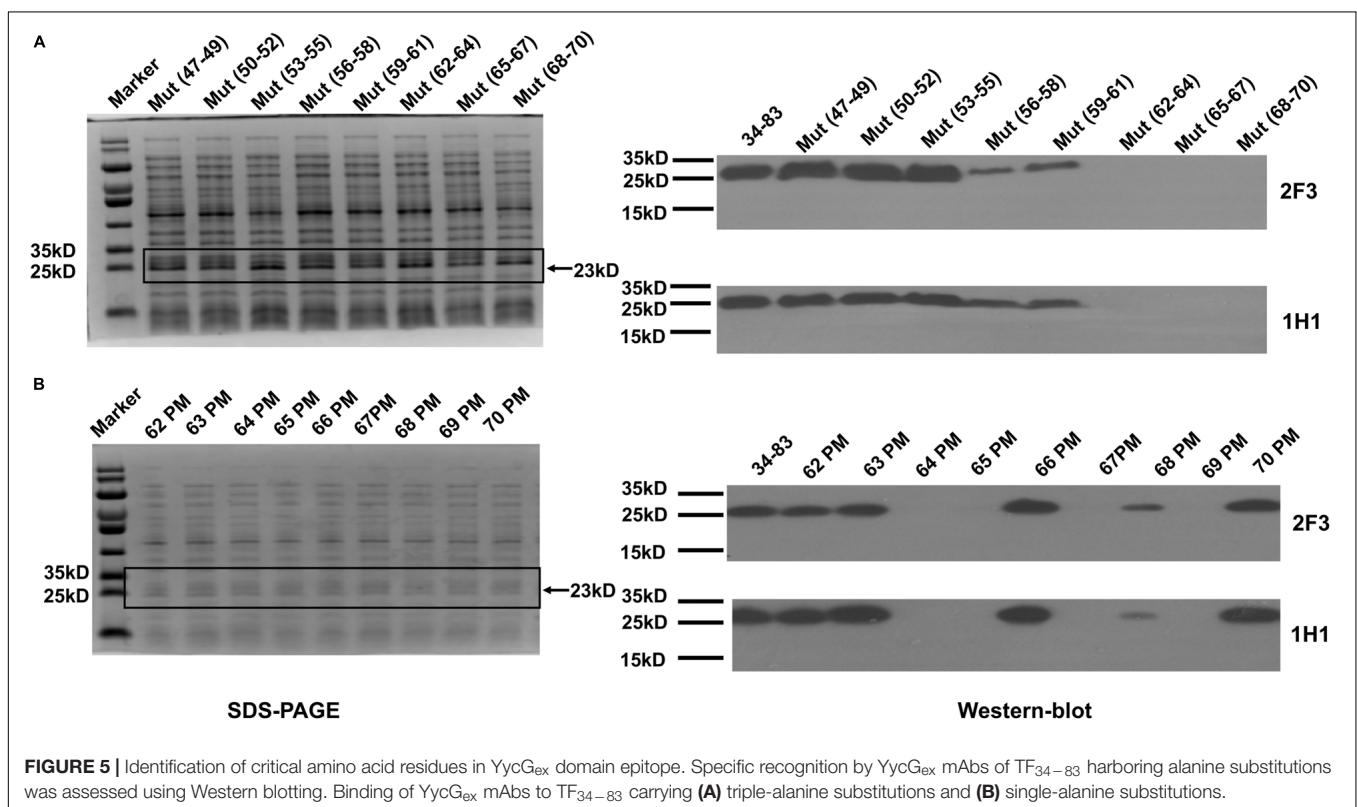 A
Marker
Mut (47-49)
Mut (50-52)
Mut (53-55)
Mut (56-58)
Mut (59-61)
Mut (62-64)
Mut (65-67)
Mut (68-70)
35kD
25kD
23kD
34-83
Mut (47-49)
Mut (50-52)
Mut (53-55)
Mut (56-58)
Mut (59-61)
Mut (62-64)
Mut (65-67)
Mut (68-70)
35kD
25kD
15kD
2F3
35kD
25kD
15kD
1H1
B
Marker
62 PM
63 PM
64 PM
65 PM
66 PM
67PM
68 PM
69 PM
70 PM
35kD
25kD
23kD
34-83
62 PM
63 PM
64 PM
65 PM
66 PM
67PM
68 PM
69 PM
70 PM
35kD
25kD
15kD
2F3
35kD
25kD
15kD
1H1
SDS-PAGE
Western-blot
FIGURE 5 | Identification of critical amino acid residues in YycGex domain epitope. Specific recognition by YycGex mAbs of TF34−83 harboring alanine substitutions
was assessed using Western blotting. Binding of YycGex mAbs to TF34−83 carrying (A) triple-alanine substitutions and (B) single-alanine substitutions.